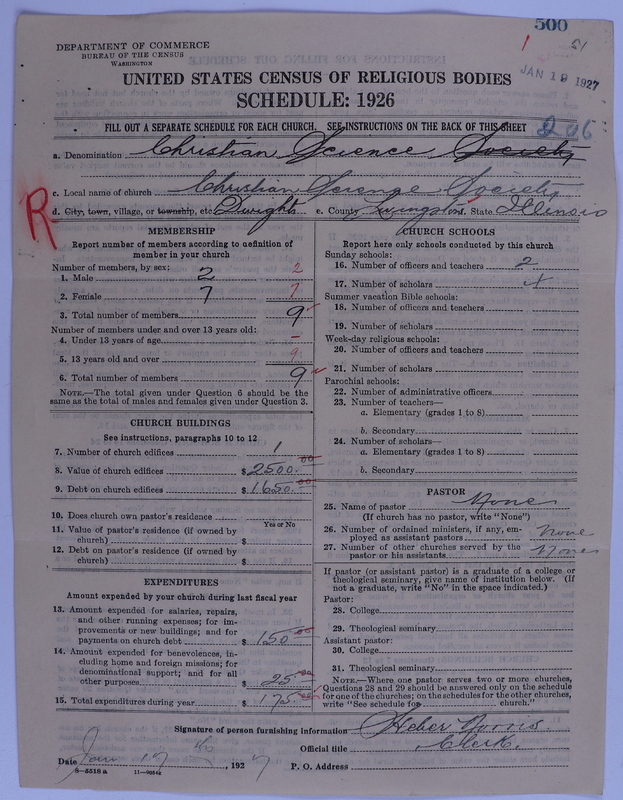 500
1 51
DEPARTMENT OF COMMERCE
BUREAU OF THE CENSUS
WASHINGTON
JAN 19 1927
UNITED STATES CENSUS OF RELIGIOUS BODIES
SCHEDULE: 1926
FILL OUT A SEPARATE SCHEDULE FOR EACH CHURCH. SEE INSTRUCTIONS ON THE BACK OF THIS SHEET
206
a. Denomination Christian Science Society
c. Local name of church Christian Science Society
R
d. City, town, village, or township, etc. Dwight e. County Livingston f. State Illinois
MEMBERSHIP
Report number of members according to definition of
member in your church
Number of members, by sex:
1. Male 2 2
2. Female 7 7
3. Total number of members 9
Number of members under and over 13 years old:
4. Under 13 years of age –
5. 13 years old and over 9
6. Total number of members 9
NOTE.—The total given under Question 6 should be
same as the total of males and females given under Question 3.
CHURCH BUILDINGS
See instructions, paragraphs 10 to 12
7. Number of church edifices 1
8. Value of church edifices $ 2500.00
9. Debt on church edifices $ 1650.00
10. Does church own pastor's residence
Yes or No
11. Value of pastor's residence (if owned by
church) $
12. Debt on pastor's residence (if owned by
church) $
EXPENDITURES
Amount expended by your church during last fiscal year
13. Amount expended for salaries, repairs,
and other running expenses; for im-
provements or new buildings; and for
payments on church debt $ 150.00
14. Amount expended for benevolences, in-
cluding home and foreign missions; for
denominational support; and for all
other purposes $ 25.00
15. Total expenditures during year $ 175.00
CHURCH SCHOOLS
Report here only schools conducted by this church
Sunday schools:
16. Number of officers and teachers 2
17. Number of scholars 4
Summer vacation Bible schools:
18. Number of officers and teachers
19. Number of scholars
Week-day religious schools:
20. Number of officers and teachers
21. Number of scholars
Parochial schools:
22. Number of administrative officers
23. Number of teachers—
a. Elementary (grades 1 to 8)
b. Secondary
24. Number of scholars—
a. Elementary (grades 1 to 8)
b. Secondary
PASTOR
25. Name of pastor None
(If church has no pastor, write "None")
26. Number of ordained ministers, if any, em-
ployed as assistant pastors None
27. Number of other churches served by the
pastor or his assistants None
If pastor (or assistant pastor) is a graduate of a college or
theological seminary, give name of institution below. (If
not a graduate, write "No" in the space indicated.)
Pastor:
28. College
29. Theological seminary
Assistant pastor:
30. College
31. Theological seminary
NOTE.—Where one pastor serves two or more churches,
Questions 28 and 29 should be answered only on the schedule
for one of the churches; on the schedules for the other churches,
write "See schedule for church."
Signature of person furnishing information Heber Norris
Official title Clerk.
Date Jan 17, 1927 P. O. Address
8—5518 a